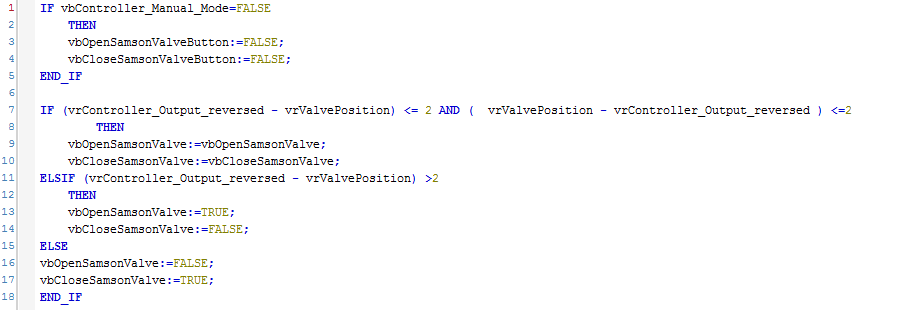 1 IF vbController_Manual_Mode=FALSE
2 THEN
3 vbOpenSamsonValveButton:=FALSE;
4 vbCloseSamsonValveButton:=FALSE;
5 END_IF
6
7 IF (vrController_Output_reversed - vrValvePosition) <= 2 AND ( vrValvePosition - vrController_Output_reversed ) <=2
8 THEN
9 vbOpenSamsonValve:=vbOpenSamsonValve;
10 vbCloseSamsonValve:=vbCloseSamsonValve;
11 ELSIF (vrController_Output_reversed - vrValvePosition) >2
12 THEN
13 vbOpenSamsonValve:=TRUE;
14 vbCloseSamsonValve:=FALSE;
15 ELSE
16 vbOpenSamsonValve:=FALSE;
17 vbCloseSamsonValve:=TRUE;
18 END_IF